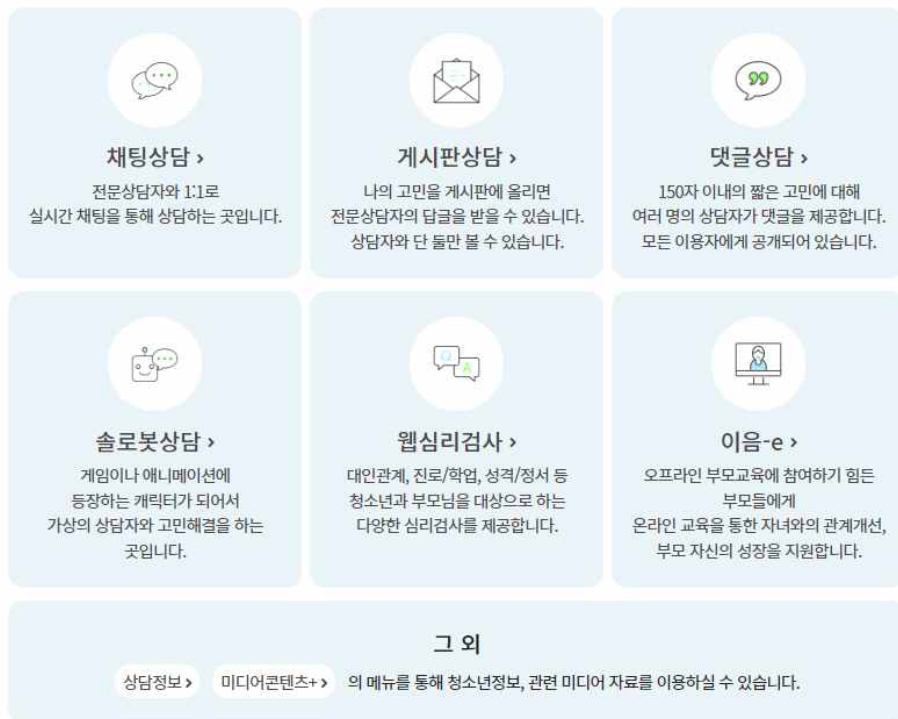 채팅상담 ›
전문상담자와 1:1로
실시간 채팅을 통해 상담하는 곳입니다.
게시판상담 ›
나의 고민을 게시판에 올리면
전문상담자의 답글을 받을 수 있습니다.
상담자와 단 둘만 볼 수 있습니다.
댓글상담 ›
150자 이내의 짧은 고민에 대해
여러 명의 상담자가 댓글을 제공합니다.
모든 이용자에게 공개되어 있습니다.
솔로봇상담 ›
게임이나 애니메이션에
등장하는 캐릭터가 되어서
가상의 상담자와 고민해결을 하는
곳입니다.
Q
A
웹심리검사 ›
대인관계, 진로/학업, 성격/정서 등
청소년과 부모님을 대상으로 하는
다양한 심리검사를 제공합니다.
이음-e ›
오프라인 부모교육에 참여하기 힘든
부모들에게
온라인 교육을 통한 자녀와의 관계개선,
부모 자신의 성장을 지원합니다.
그 외
상담정보 › 미디어콘텐츠+ › 의 메뉴를 통해 청소년정보, 관련 미디어 자료를 이용하실 수 있습니다.